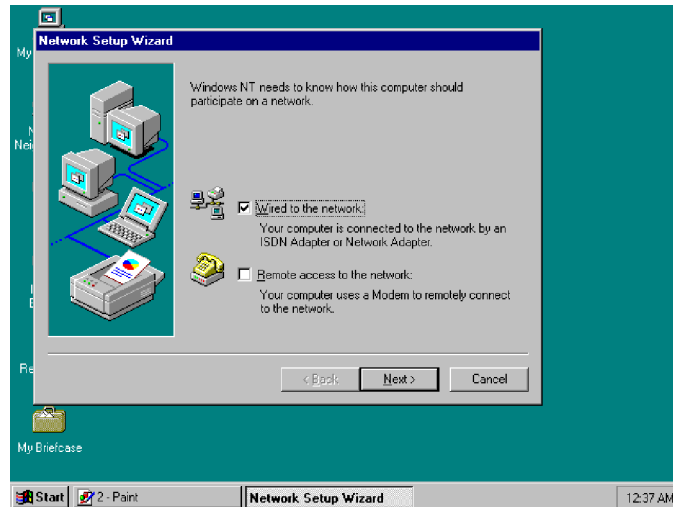 My
Network Setup Wizard
Windows NT needs to know how this computer should
participate on a network.
N
Nei
Wired to the network:
Your computer is connected to the network by an
ISDN Adapter or Network Adapter.
Remote access to the network:
Your computer uses a Modem to remotely connect
to the network.
I
E
Re
< Back
Next >
Cancel
My Briefcase
Start
2 - Paint
Network Setup Wizard
12:37 AM